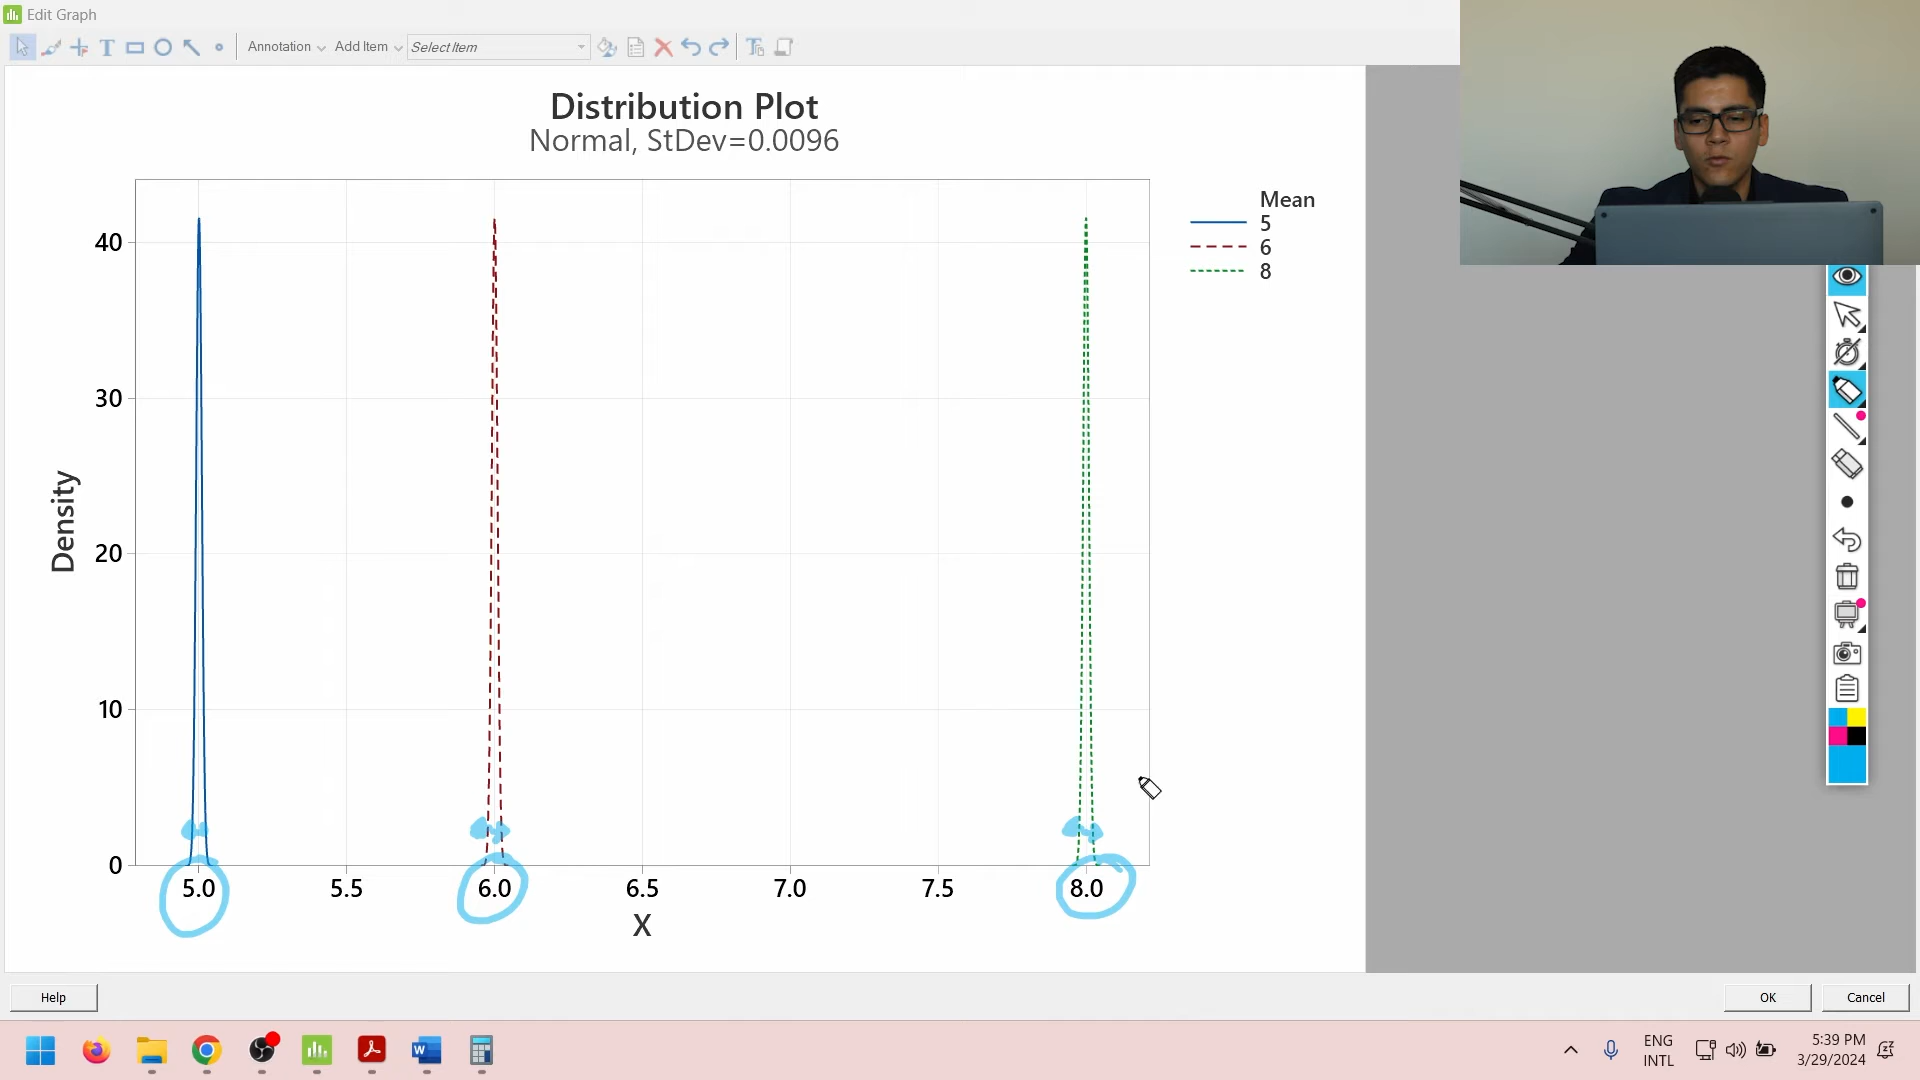 Edit Graph
Annotation Add Item Select Item
Distribution Plot
Normal, StDev=0.0096
Mean
5
6
8
40
30
20
10
0
Density
5.0 5.5 6.0 6.5 7.0 7.5 8.0
X
Help OK Cancel
ENG
INTL
5:39 PM
3/29/2024